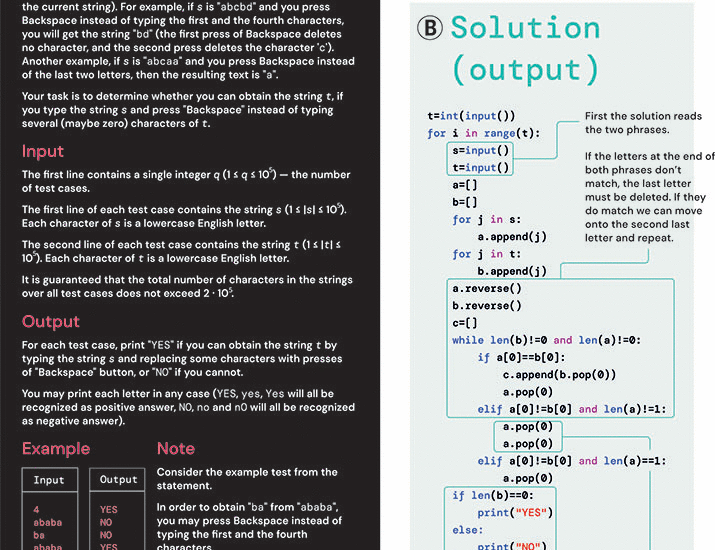 the current string). For example, if s is "abcbd" and you press
Backspace instead of typing the first and the fourth characters,
you will get the string "bd" (the first press of Backspace deletes
no character, and the second press deletes the character 'c').
Another example, if s is "abcaa" and you press Backspace instead
of the last two letters, then the resulting text is "a".
Your task is to determine whether you can obtain the string t, if
you type the string s and press "Backspace" instead of typing
several (maybe zero) characters of t.
Input
The first line contains a single integer q (1 ≤ q ≤ 10⁵) — the number
of test cases.
The first line of each test case contains the string s (1 ≤ |s| ≤ 10⁵).
Each character of s is a lowercase English letter.
The second line of each test case contains the string t (1 ≤ |t| ≤
10⁵). Each character of t is a lowercase English letter.
It is guaranteed that the total number of characters in the strings
over all test cases does not exceed 2 · 10⁵.
Output
For each test case, print "YES" if you can obtain the string t by
typing the string s and replacing some characters with presses
of "Backspace" button, or "NO" if you cannot.
You may print each letter in any case (YES, yes, Yes will all be
recognized as positive answer, NO, no and nO will all be recognized
as negative answer).
Example
Input
4
ababa
ba
ababa
Output
YES
NO
NO
YES
Note
Consider the example test from the
statement.
In order to obtain "ba" from "ababa",
you may press Backspace instead of
typing the first and the fourth
characters.
B Solution
(output)
t=int(input())
for i in range(t):
s=input()
t=input()
a=[]
b=[]
for j in s:
a.append(j)
for j in t:
b.append(j)
a.reverse()
b.reverse()
c=[]
while len(b)!=0 and len(a)!=0:
if a[0]==b[0]:
c.append(b.pop(0))
a.pop(0)
elif a[0]!=b[0] and len(a)!=1:
a.pop(0)
a.pop(0)
elif a[0]!=b[0] and len(a)==1:
a.pop(0)
if len(b)==0:
print("YES")
else:
print("NO")
First the solution reads
the two phrases.
If the letters at the end of
both phrases don't
match, the last letter
must be deleted. If they
do match we can move
onto the second last
letter and repeat.